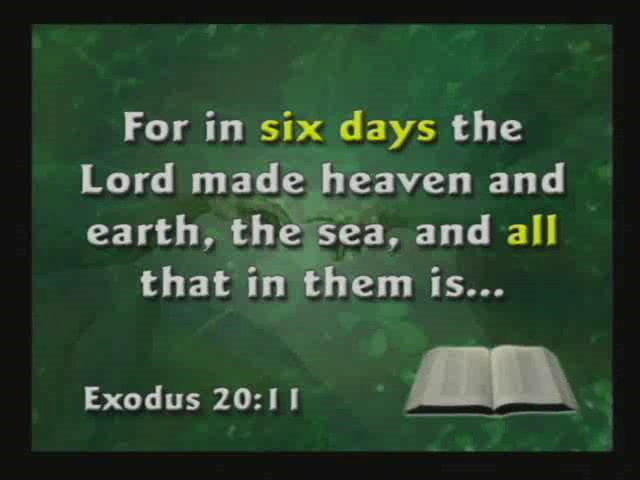 For in six days the
Lord made heaven and
earth, the sea, and all
that in them is...
Exodus 20:11